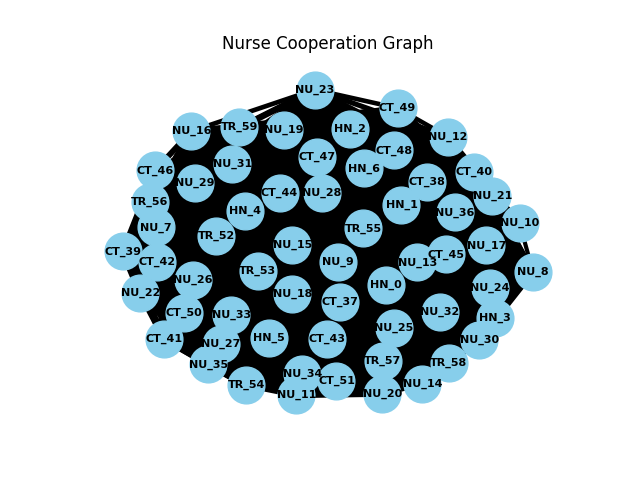 Nurse Cooperation Graph
NU_23
CT_49
NU_16
TR_59
NU_19
HN_2
NU_12
CT_48
CT_47
NU_31
HN_6
CT_46
CT_40
NU_29
CT_38
CT_44
NU_28
NU_21
TR_56
HN_4
HN_1
NU_36
NU_10
NU_7
TR_55
TR_52
NU_15
NU_17
CT_39
CT_42
CT_45
NU_9
NU_13
TR_53
NU_8
NU_26
HN_0
NU_24
NU_22
NU_18
CT_37
CT_50
NU_33
NU_32
HN_3
NU_25
CT_41
NU_27
HN_5
CT_43
NU_30
NU_35
TR_57
TR_58
NU_34
CT_51
TR_54
NU_14
NU_11
NU_20